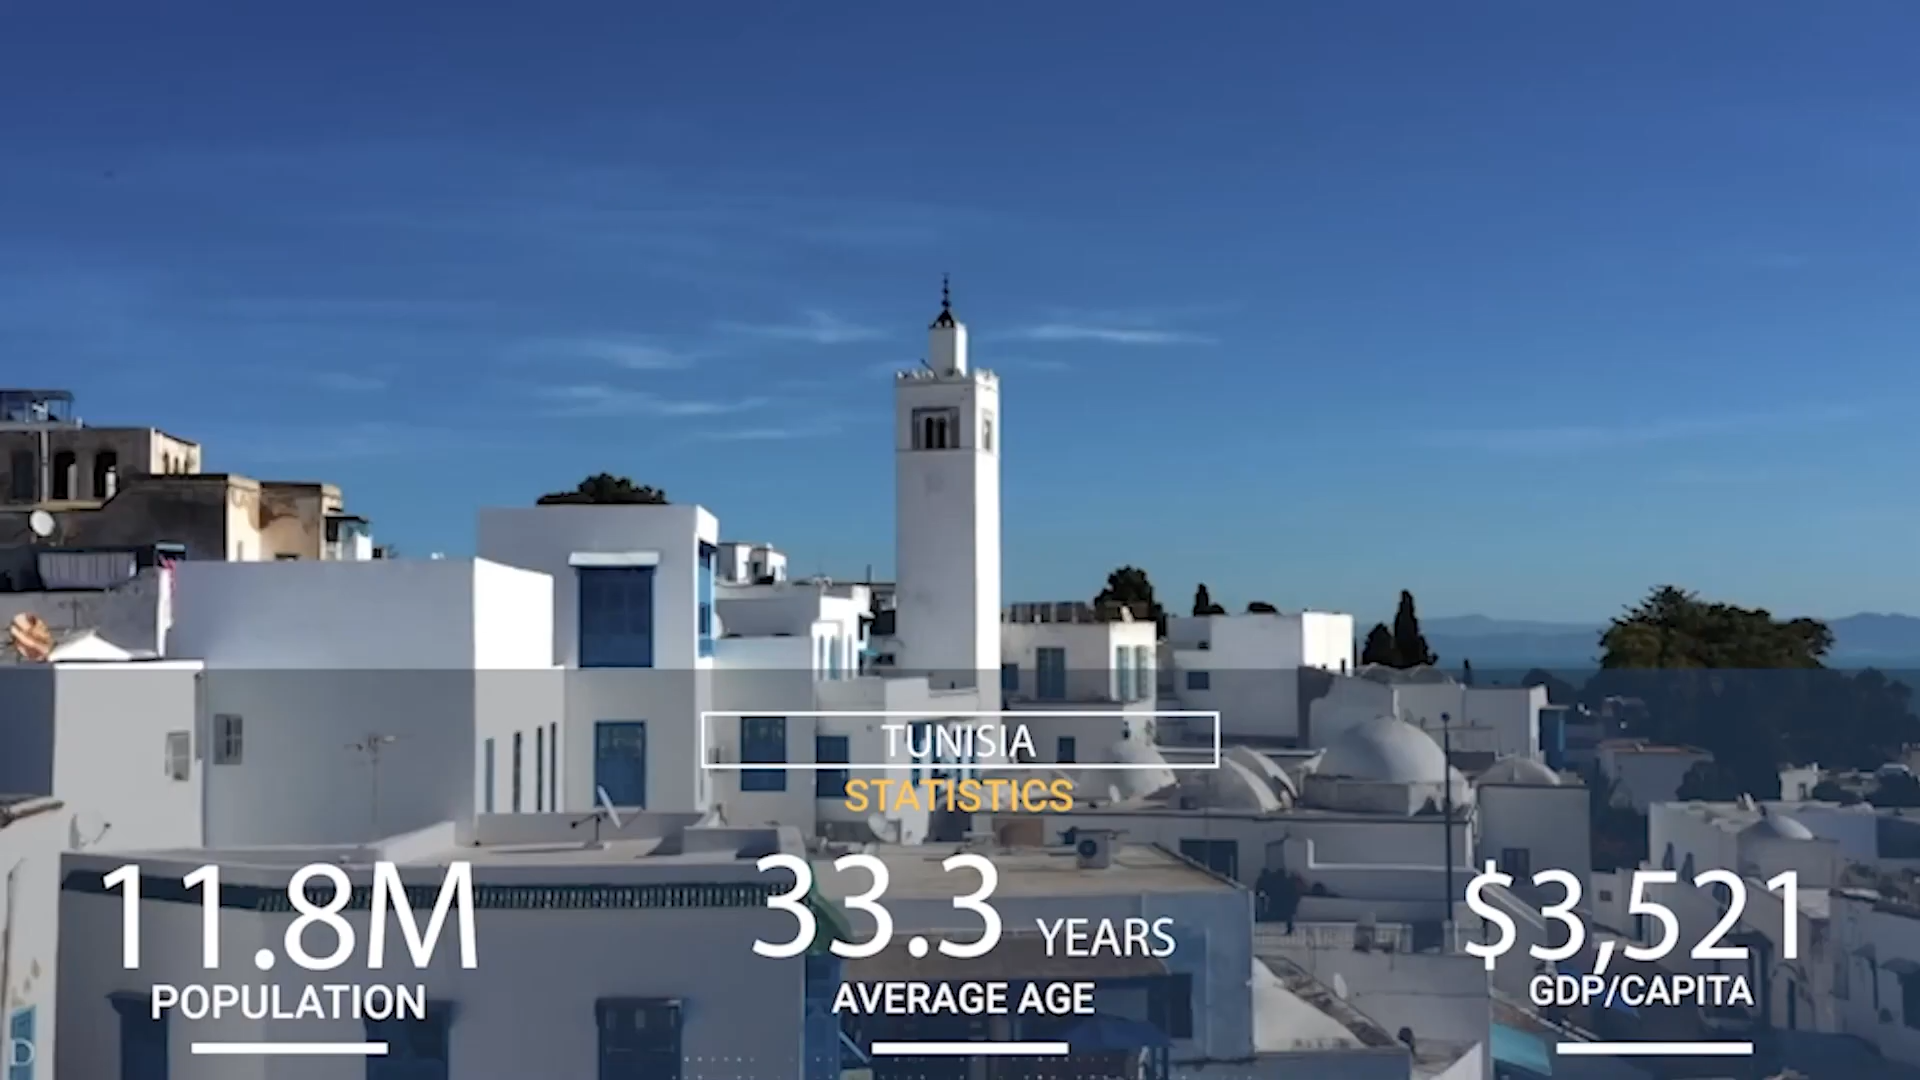 TUNISIA
STATISTICS
11.8M
POPULATION
33.3 YEARS
AVERAGE AGE
$3,521
GDP/CAPITA